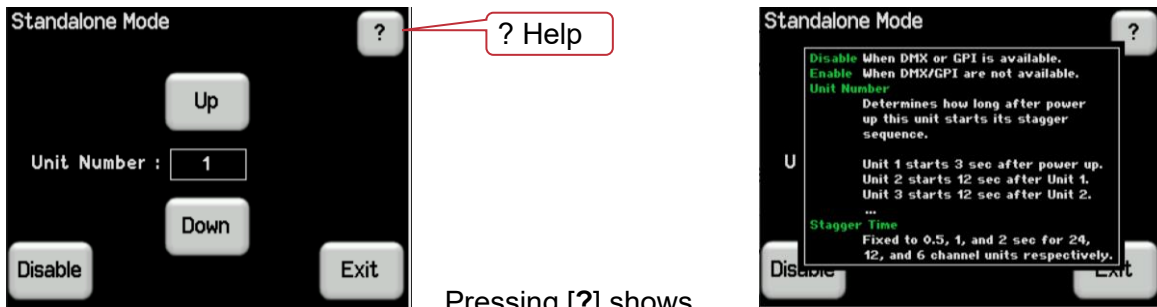 Standalone Mode
?
? Help
Up
Unit Number : 1
Down
Disable
Exit
Pressing [?] shows
Standalone Mode
?
Disable When DMX or GPI is available.
Enable When DMX/GPI are not available.
Unit Number
Determines how long after power
up this unit starts its stagger
sequence.
U
Unit 1 starts 3 sec after power up.
Unit 2 starts 12 sec after Unit 1.
Unit 3 starts 12 sec after Unit 2.
...
Stagger Time
Fixed to 0.5, 1, and 2 sec for 24,
12, and 6 channel units respectively.
Disable
Exit